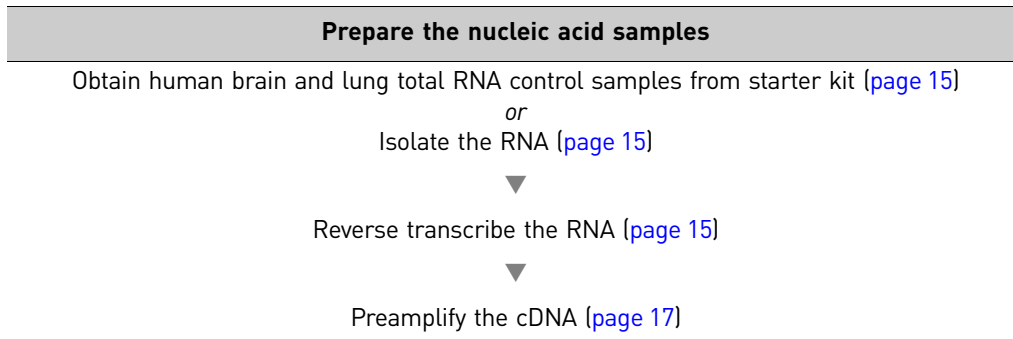 Prepare the nucleic acid samples
Obtain human brain and lung total RNA control samples from starter kit (page 15)
or
Isolate the RNA (page 15)
Reverse transcribe the RNA (page 15)
Preamplify the cDNA (page 17)